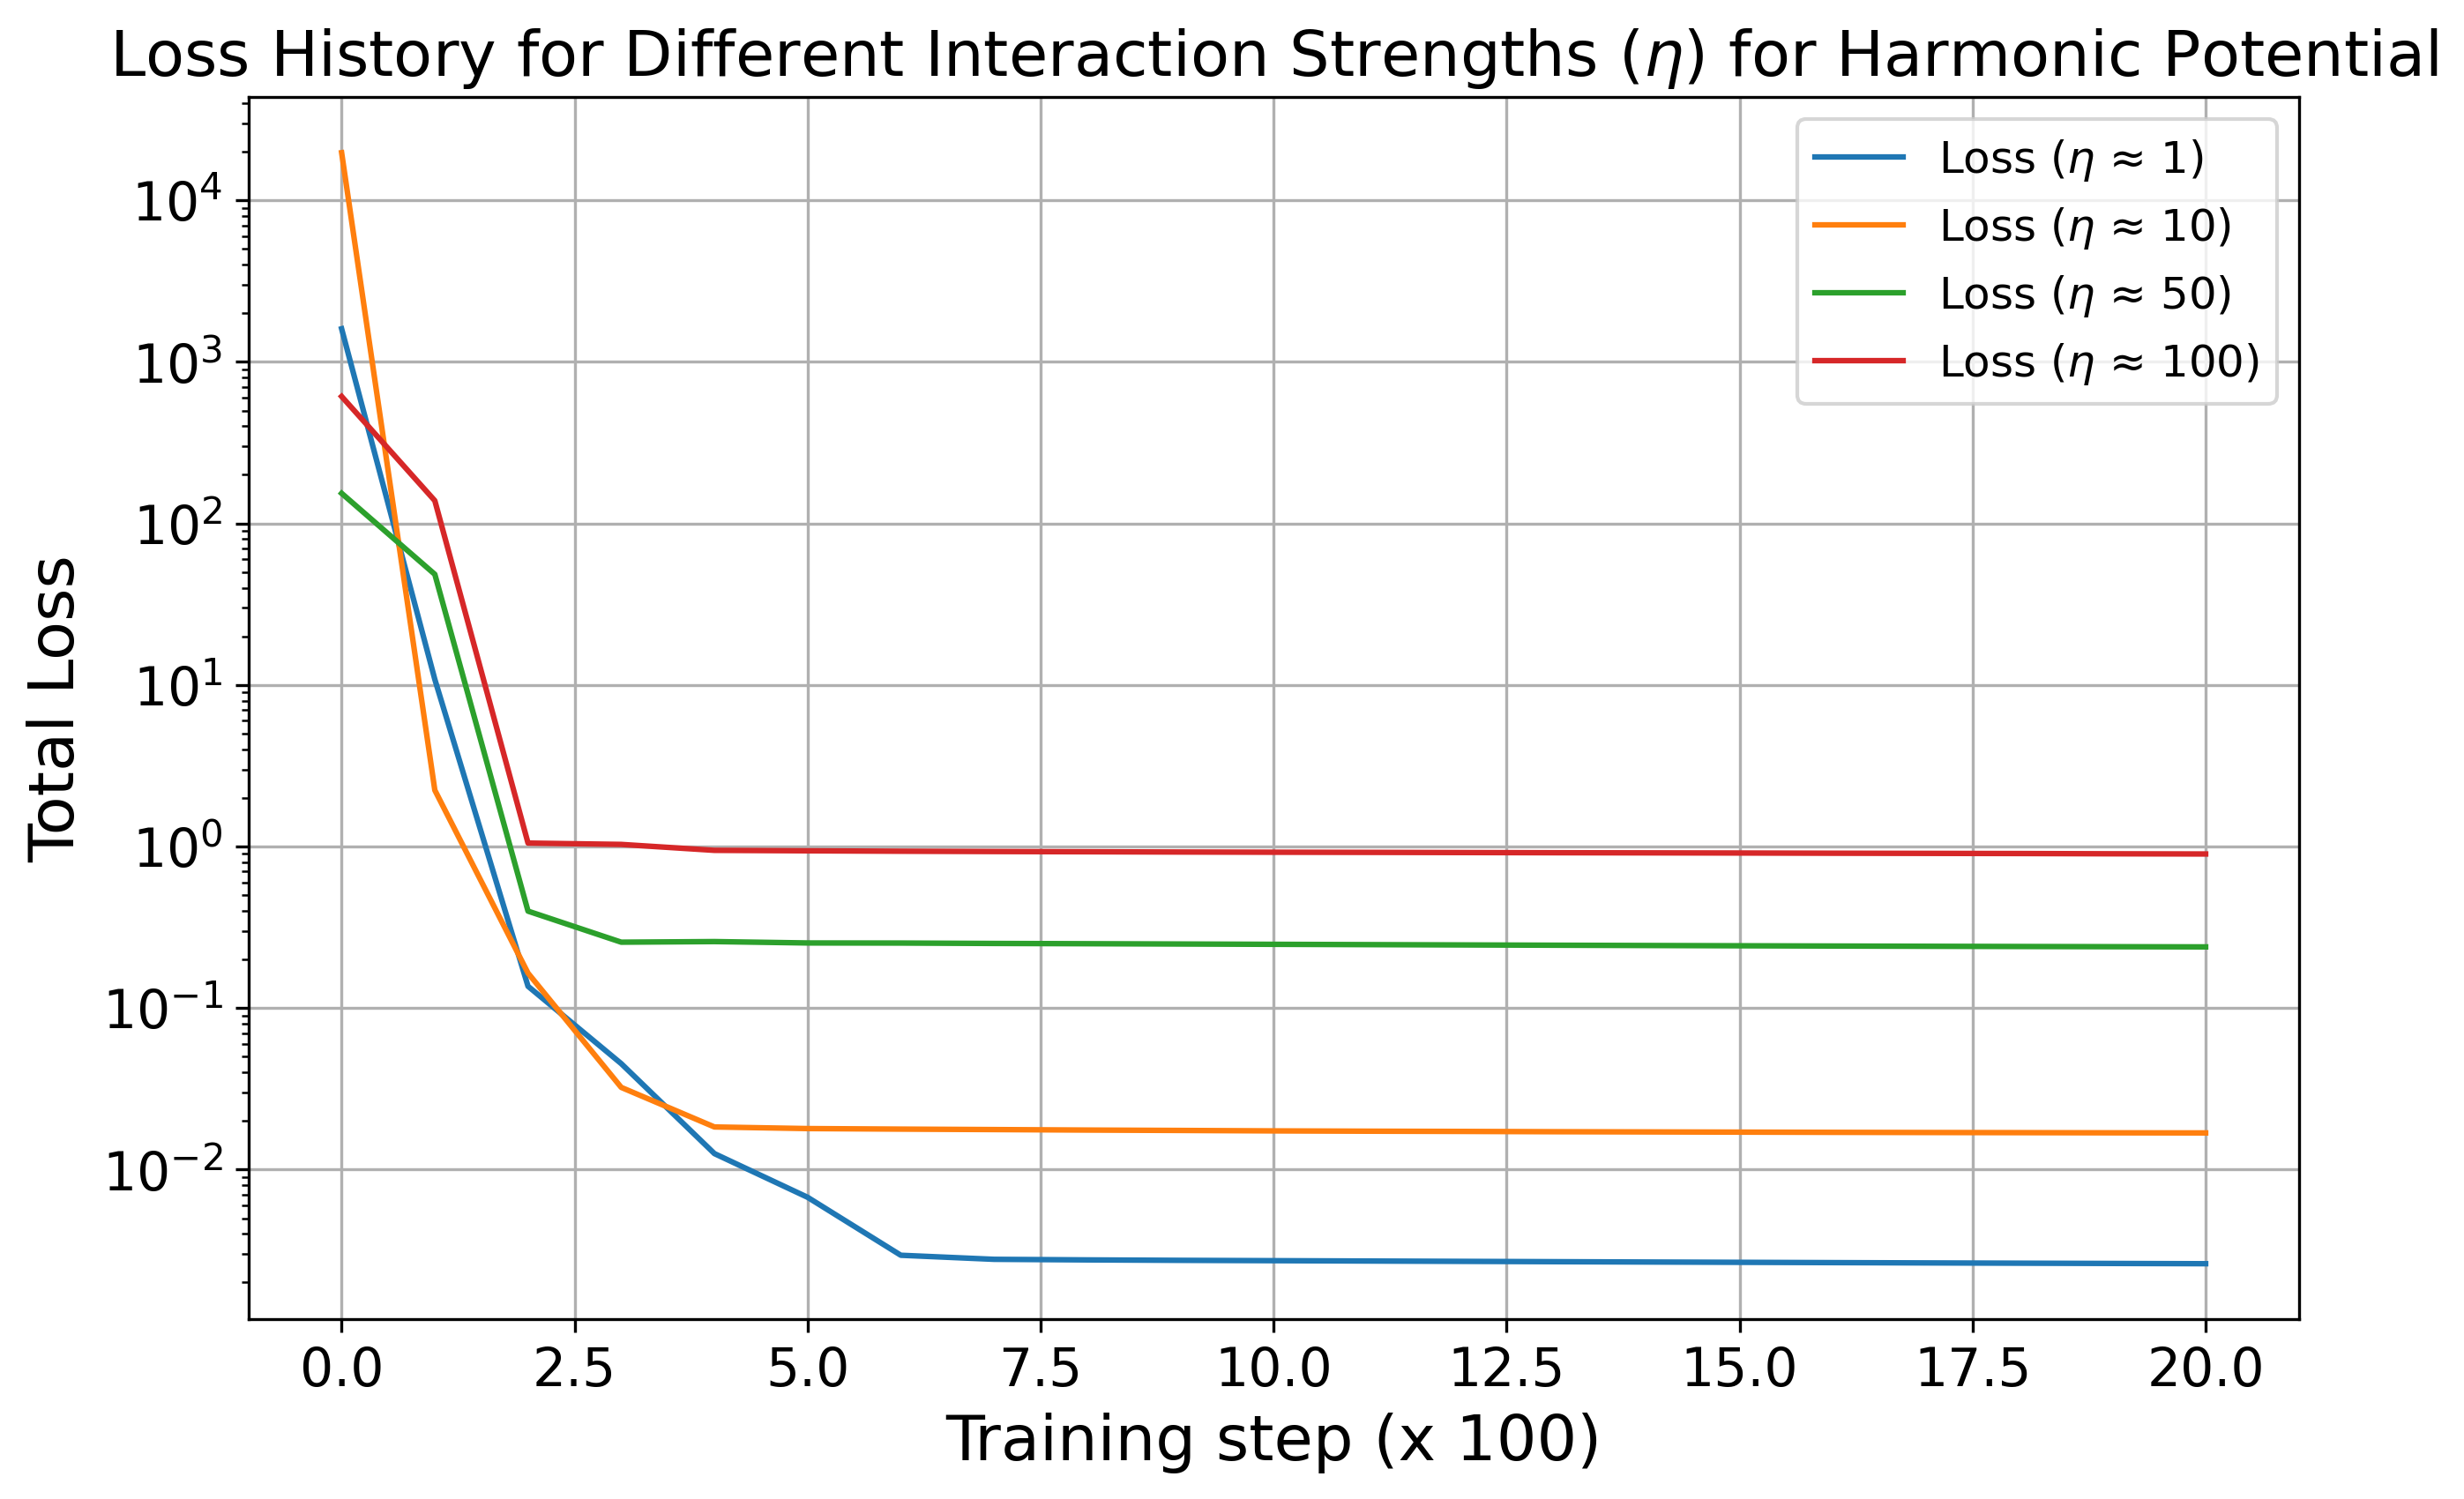 Loss History for Different Interaction Strengths (η) for Harmonic Potential
Loss (η ≈ 1)
Loss (η ≈ 10)
Loss (η ≈ 50)
Loss (η ≈ 100)
Total Loss
10⁴
10³
10²
10¹
10⁰
10⁻¹
10⁻²
0.0 2.5 5.0 7.5 10.0 12.5 15.0 17.5 20.0
Training step (x 100)